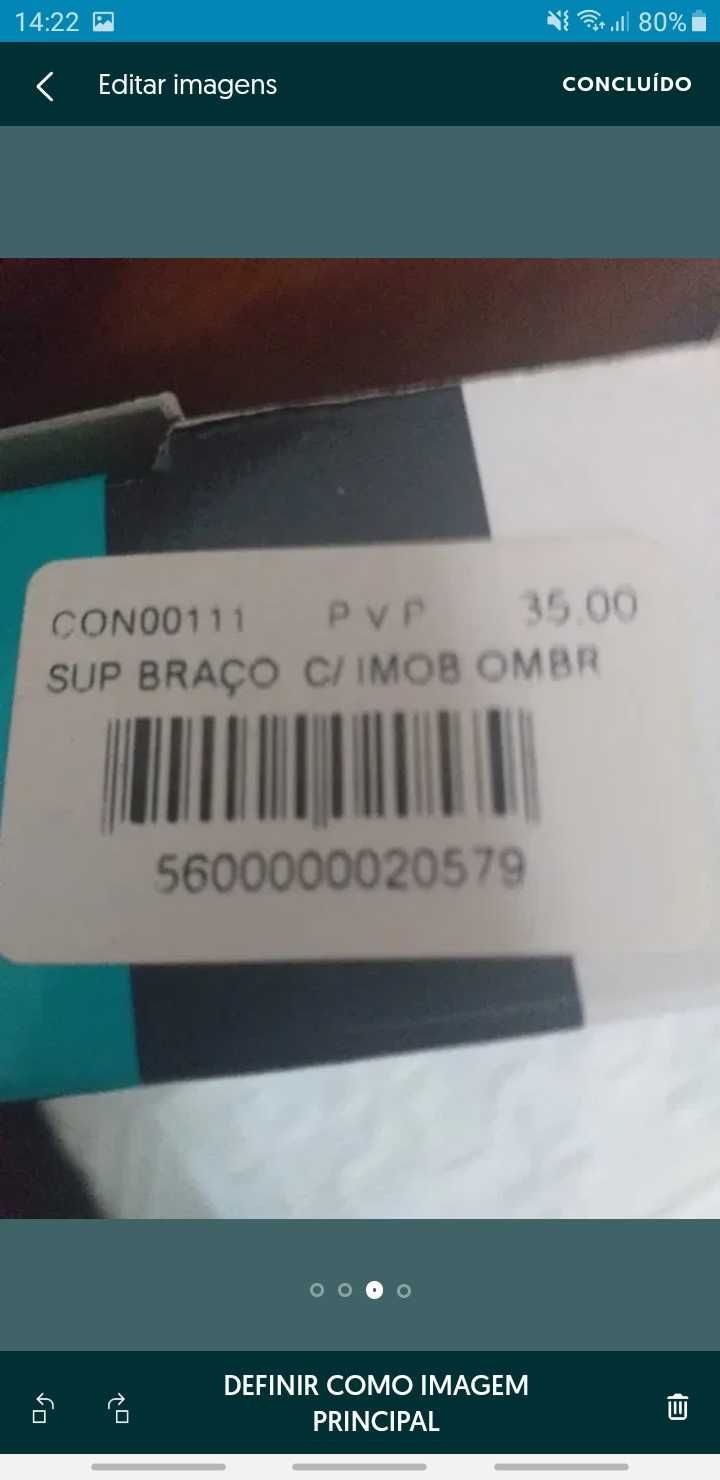 14:22 80%
Editar imagens CONCLUÍDO
CON00111 PVP 35.00
SUP BRAÇO C/ IMOB OMBR
5600000020579
DEFINIR COMO IMAGEM
PRINCIPAL